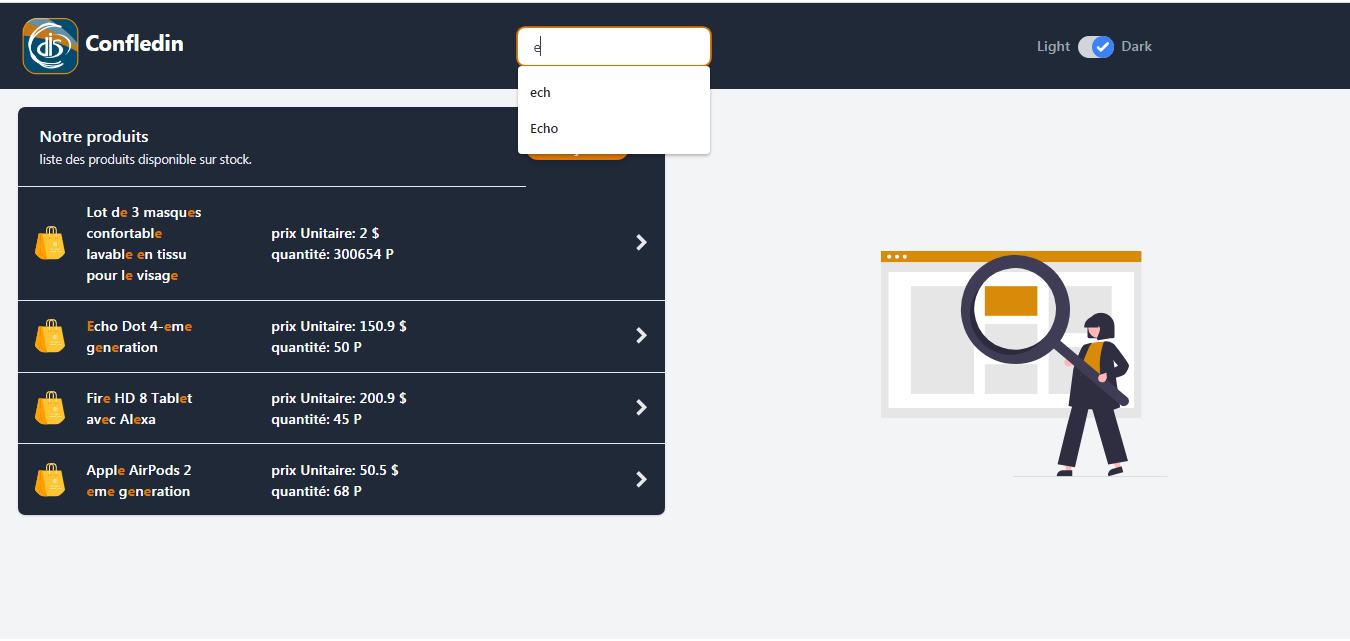 dis
Confledin
e
Light
Dark
ech
Echo
Notre produits
liste des produits disponible sur stock.
Lot de 3 masques
confortable
lavable en tissu
pour le visage
prix Unitaire: 2 $
quantité: 300654 P
Echo Dot 4-eme
generation
prix Unitaire: 150.9 $
quantité: 50 P
Fire HD 8 Tablet
avec Alexa
prix Unitaire: 200.9 $
quantité: 45 P
Apple AirPods 2
eme generation
prix Unitaire: 50.5 $
quantité: 68 P